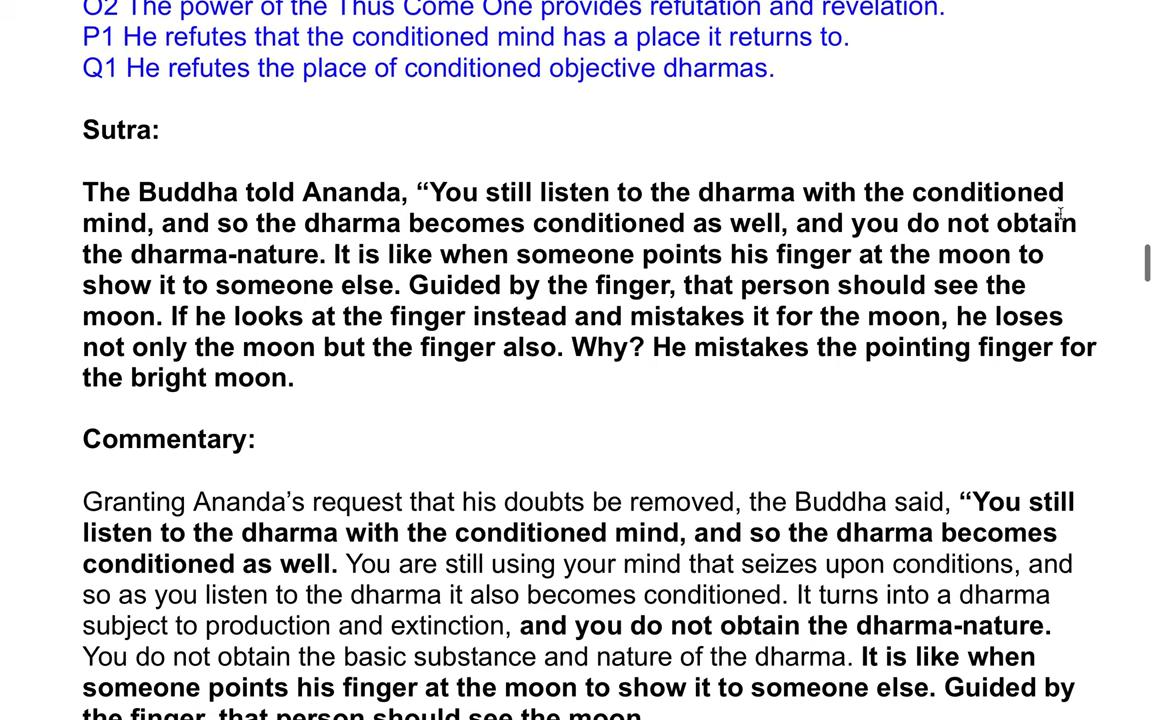 O2 The power of the Thus Come One provides refutation and revelation.
P1 He refutes that the conditioned mind has a place it returns to.
Q1 He refutes the place of conditioned objective dharmas.
Sutra:
The Buddha told Ananda, “You still listen to the dharma with the conditioned
mind, and so the dharma becomes conditioned as well, and you do not obtain
the dharma-nature. It is like when someone points his finger at the moon to
show it to someone else. Guided by the finger, that person should see the
moon. If he looks at the finger instead and mistakes it for the moon, he loses
not only the moon but the finger also. Why? He mistakes the pointing finger for
the bright moon.
Commentary:
Granting Ananda’s request that his doubts be removed, the Buddha said, “You still
listen to the dharma with the conditioned mind, and so the dharma becomes
conditioned as well. You are still using your mind that seizes upon conditions, and
so as you listen to the dharma it also becomes conditioned. It turns into a dharma
subject to production and extinction, and you do not obtain the dharma-nature.
You do not obtain the basic substance and nature of the dharma. It is like when
someone points his finger at the moon to show it to someone else. Guided by
the finger, that person should see the moon.